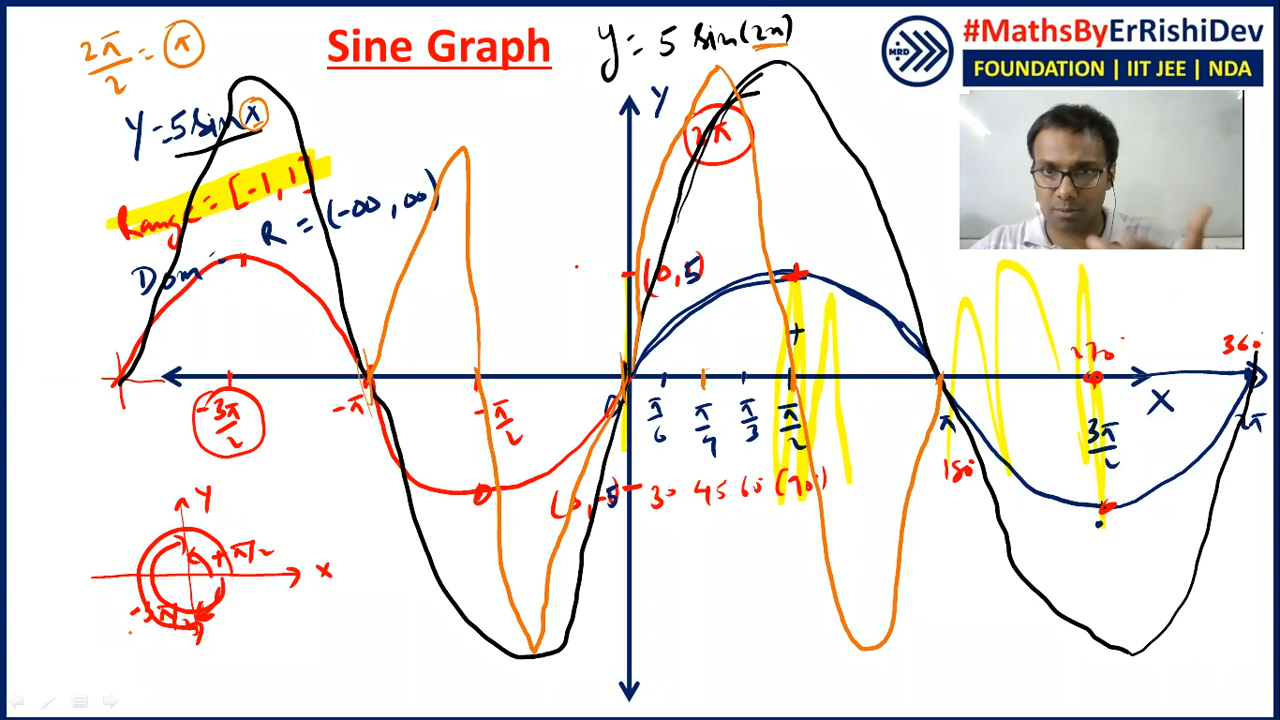 2π/2 = π
Sine Graph
y = 5 sin(2x)
#MathsByErRishiDev
MRD
FOUNDATION | IIT JEE | NDA
Y
y = 5 sin x
2π
Range = [-1, 1]
R = (-∞, ∞)
Dom =
(0, 5)
+
270°
360°
-3π/2
-π
-π/2
0
π/6
π/4
π/3
π/2
π
3π/2
2π
X
(0, -5)
30
45
60
(90°)
180°
Y
+π/2
X
-3π/2